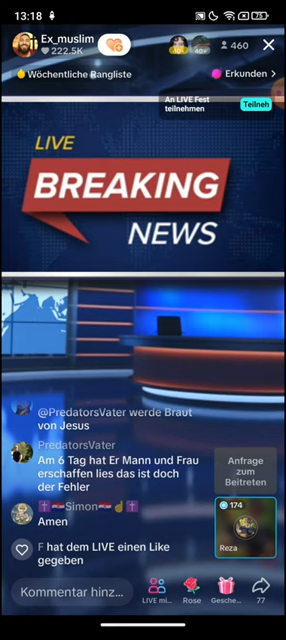 13:18
75
Ex_muslim
222.5K
460
Wöchentliche Rangliste
Erkunden >
An LIVE Fest
teilnehmen
Teilneh
LIVE
BREAKING
NEWS
@PredatorsVater werde Braut
von Jesus
PredatorsVater
Am 6 Tag hat Er Mann und Frau
erschaffen lies das ist doch
der Fehler
Simon
Amen
F hat dem LIVE einen Like
gegeben
Anfrage
zum
Beitreten
174
Reza
Kommentar hinz...
LIVE mi...
Rose
Gesche...
77